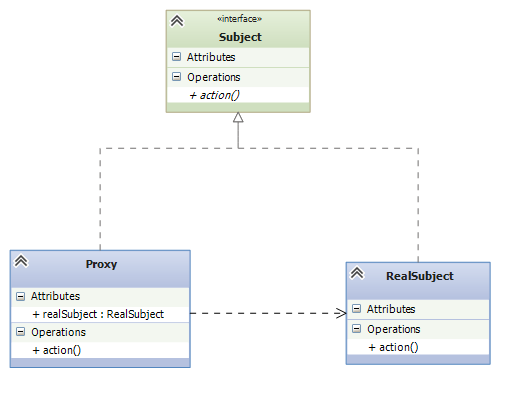 «interface»
Subject
Attributes
Operations
+ action()
Proxy
Attributes
+ realSubject : RealSubject
Operations
+ action()
RealSubject
Attributes
Operations
+ action()